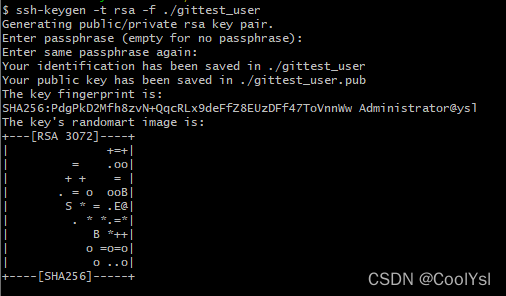 $ ssh-keygen -t rsa -f ./gittest_user
Generating public/private rsa key pair.
Enter passphrase (empty for no passphrase):
Enter same passphrase again:
Your identification has been saved in ./gittest_user
Your public key has been saved in ./gittest_user.pub
The key fingerprint is:
SHA256:PdgPkD2Mfh8zvN+QqcRLx9deFfZ8EUzDFf47ToVnnWw Administrator@ysl
The key's randomart image is:
+---[RSA 3072]----+
|             +=+|
|        =    .oo|
|       + +    = |
|      . = o  ooB|
|       S * = .E@|
|        . * *.=*|
|           B *++|
|          o =o=o|
|           o ..o|
+----[SHA256]-----+
CSDN @CoolYsl